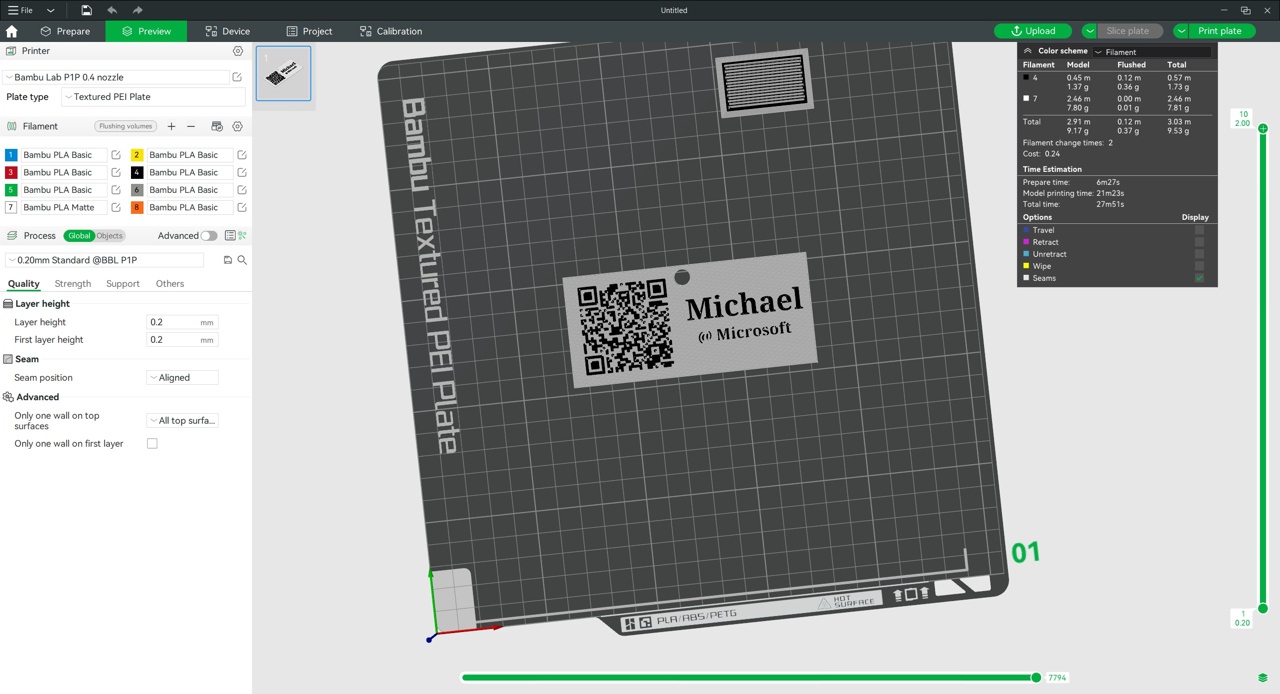 File
Untitled
Prepare
Preview
Device
Project
Calibration
Upload
Slice plate
Print plate
Printer
Bambu Lab P1P 0.4 nozzle
Plate type
Textured PEI Plate
Filament
Flushing volumes
1 Bambu PLA Basic
2 Bambu PLA Basic
3 Bambu PLA Basic
4 Bambu PLA Basic
5 Bambu PLA Basic
6 Bambu PLA Basic
7 Bambu PLA Matte
8 Bambu PLA Basic
Process
Global
Objects
Advanced
0.20mm Standard @BBL P1P
Quality
Strength
Support
Others
Layer height
Layer height 0.2 mm
First layer height 0.2 mm
Seam
Seam position Aligned
Advanced
Only one wall on top
surfaces
All top surfa...
Only one wall on first layer
Bambu Textured PEI Plate
Michael
Microsoft
01
PLA/ABS/PETG
HOT
SURFACE
Color scheme Filament
Filament Model Flushed Total
4 0.45 m 0.12 m 0.57 m
1.37 g 0.36 g 1.73 g
7 2.46 m 0.00 m 2.46 m
7.80 g 0.01 g 7.81 g
Total 2.91 m 0.12 m 3.03 m
9.17 g 0.37 g 9.53 g
Filament change times: 2
Cost: 0.24
Time Estimation
Prepare time: 6m27s
Model printing time: 21m23s
Total time: 27m51s
Options Display
Travel
Retract
Unretract
Wipe
Seams
10
2.00
1
0.20
7794